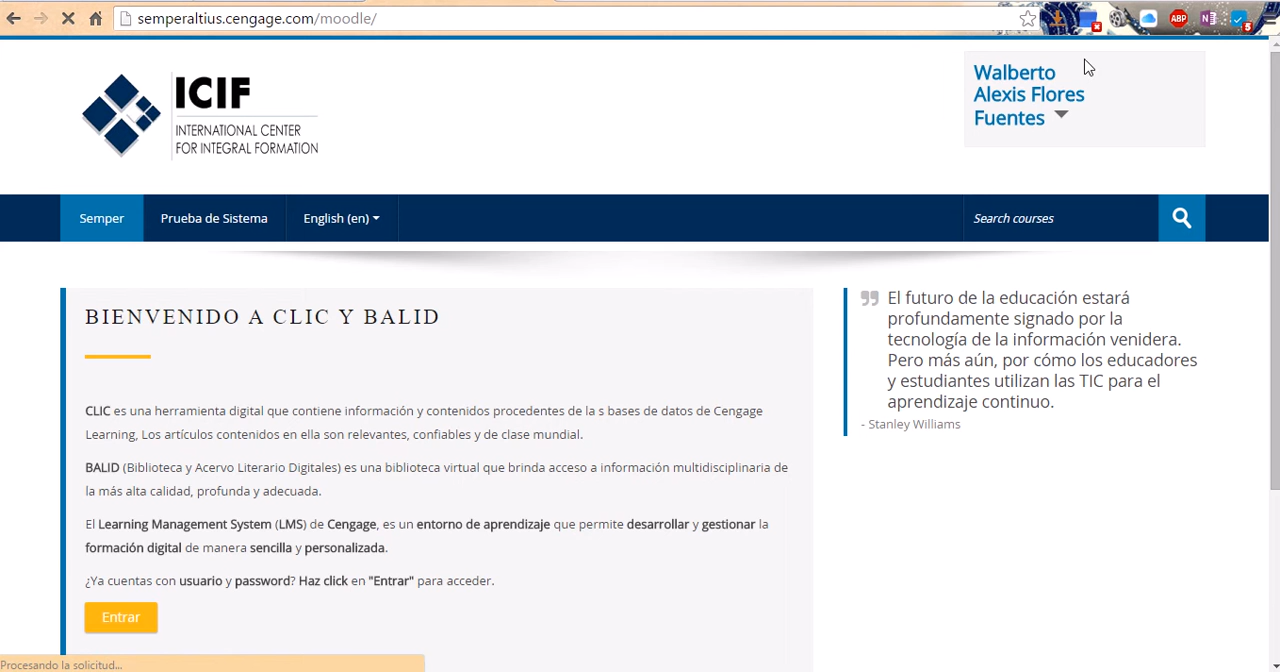 semperaltius.cengage.com/moodle/
ABP
N
5
ICIF
INTERNATIONAL CENTER
FOR INTEGRAL FORMATION
Walberto
Alexis Flores
Fuentes
Semper
Prueba de Sistema
English (en)
Search courses
BIENVENIDO A CLIC Y BALID
CLIC es una herramienta digital que contiene información y contenidos procedentes de la s bases de datos de Cengage
Learning, Los artículos contenidos en ella son relevantes, confiables y de clase mundial.
BALID (Biblioteca y Acervo Literario Digitales) es una biblioteca virtual que brinda acceso a información multidisciplinaria de
la más alta calidad, profunda y adecuada.
El Learning Management System (LMS) de Cengage, es un entorno de aprendizaje que permite desarrollar y gestionar la
formación digital de manera sencilla y personalizada.
¿Ya cuentas con usuario y password? Haz click en "Entrar" para acceder.
Entrar
El futuro de la educación estará
profundamente signado por la
tecnología de la información venidera.
Pero más aún, por cómo los educadores
y estudiantes utilizan las TIC para el
aprendizaje continuo.
- Stanley Williams
Procesando la solicitud...